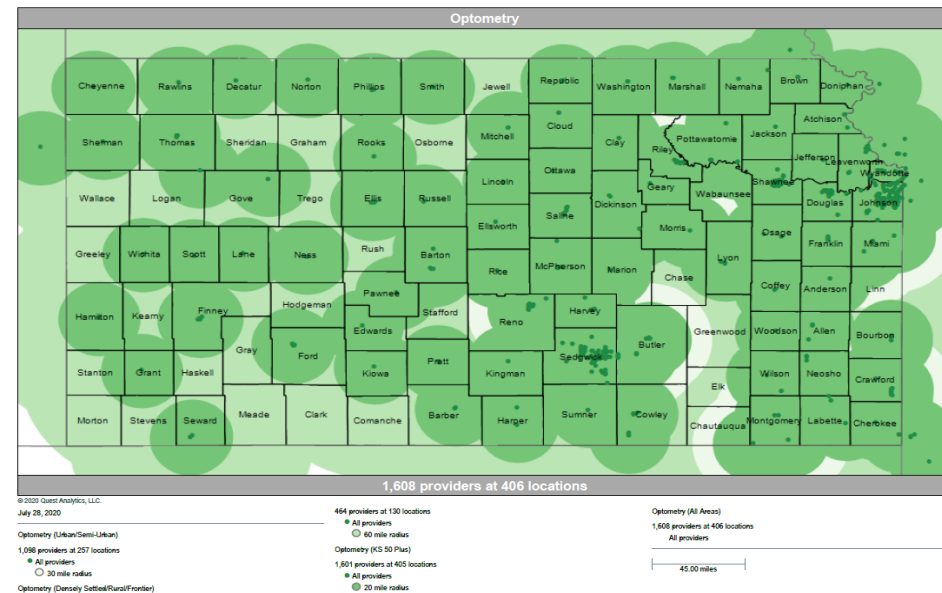 Optometry
Cheyenne Rawlins Decatur Norton Phillips Smith Jewell Republic Washington Marshall Nemaha Brown Doniphan
Atchison
Cloud
Sherman Thomas Sheridan Graham Rooks Osborne Mitchell Clay Riley Pottawatomie Jackson
Jefferson Leavenworth
Ottawa
Wyandotte
Lincoln
Shawnee
Geary
Wallace Logan Gove Trego Ellis Russell Dickinson Wabaunsee Douglas Johnson
Saline
Ellsworth
Morris
Osage
Rush
Franklin Miami
Greeley Wichita Scott Lane Ness Barton Lyon
McPherson Marion
Rice
Chase
Coffey Anderson Linn
Pawnee
Hodgeman
Hamilton Kearny Finney Stafford Reno Harvey
Edwards
Greenwood Woodson Allen Bourbon
Butler
Gray Ford
Sedgwick
Pratt
Stanton Grant Haskell Kiowa Kingman Wilson Neosho Crawford
Elk
Morton Stevens Seward Meade Clark Comanche Barber Harper Sumner Cowley Chautauqua Montgomery Labette Cherokee
1,608 providers at 406 locations
© 2020 Quest Analytics, LLC.
July 28, 2020
Optometry (Urban/Semi-Urban)
1,098 providers at 257 locations
All providers
30 mile radius
Optometry (Densely Settled/Rural/Frontier)
464 providers at 130 locations
All providers
60 mile radius
Optometry (KS 50 Plus)
1,601 providers at 405 locations
All providers
20 mile radius
Optometry (All Areas)
1,608 providers at 406 locations
All providers
45.00 miles